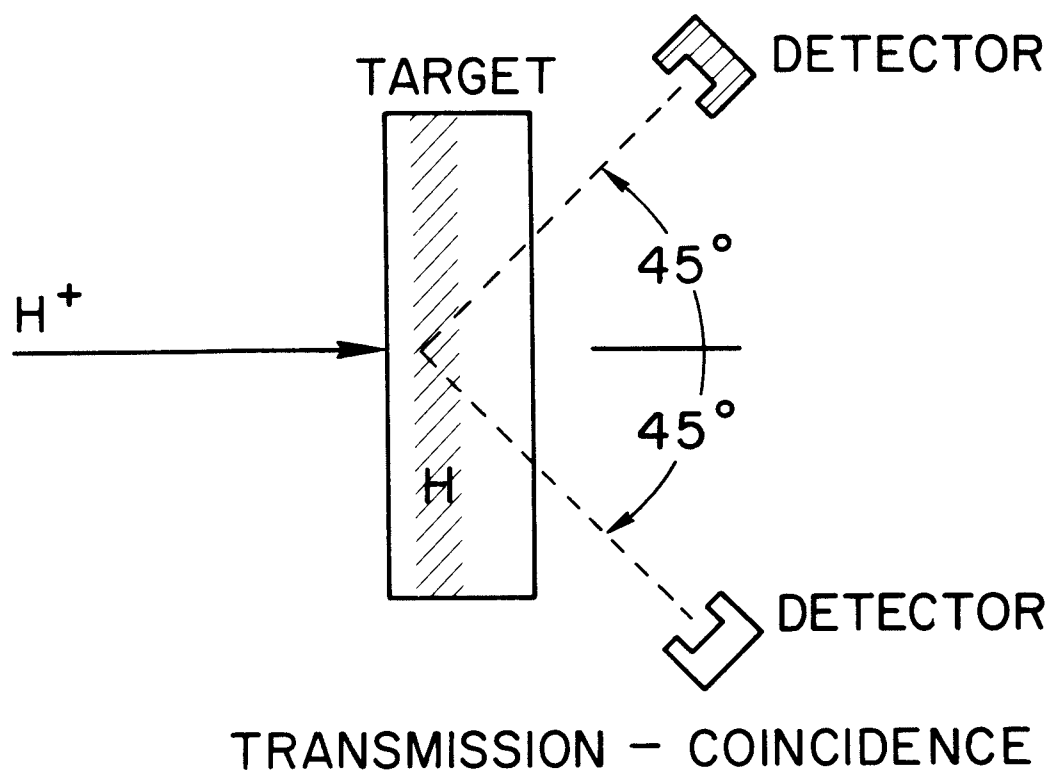 DETECTOR
TARGET
45°
H⁺
45°
H
DETECTOR
TRANSMISSION – COINCIDENCE